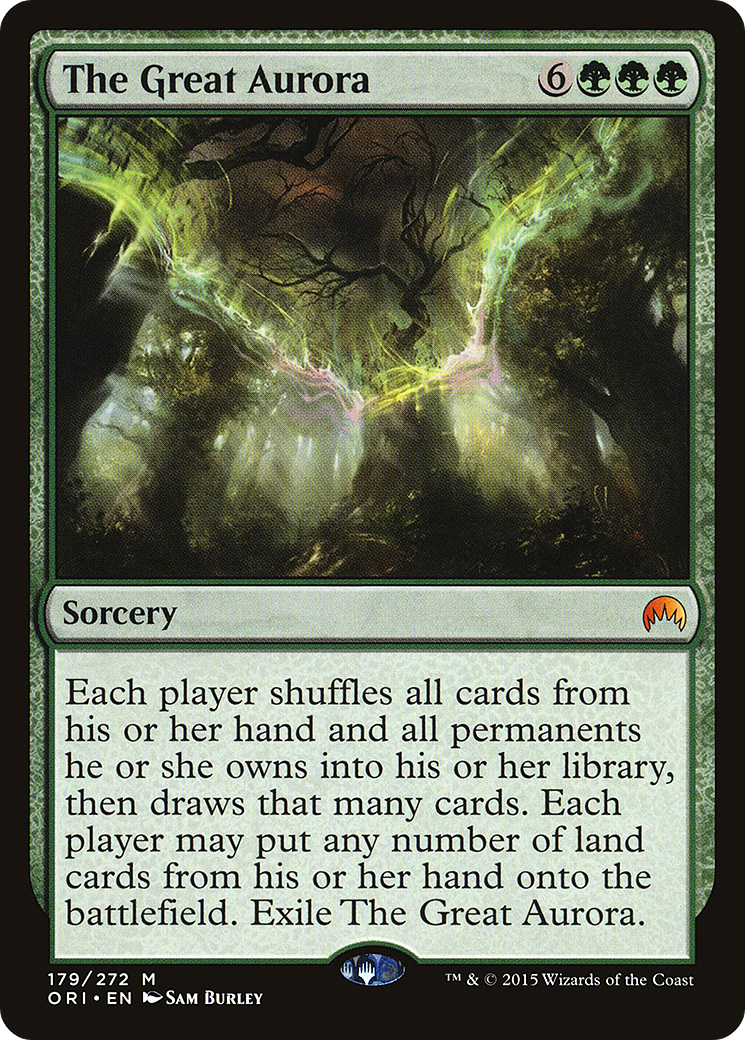 The Great Aurora 6
Sorcery
Each player shuffles all cards from
his or her hand and all permanents
he or she owns into his or her library,
then draws that many cards. Each
player may put any number of land
cards from his or her hand onto the
battlefield. Exile The Great Aurora.
179/272 M
ORI • EN Sam Burley
™ & © 2015 Wizards of the Coast